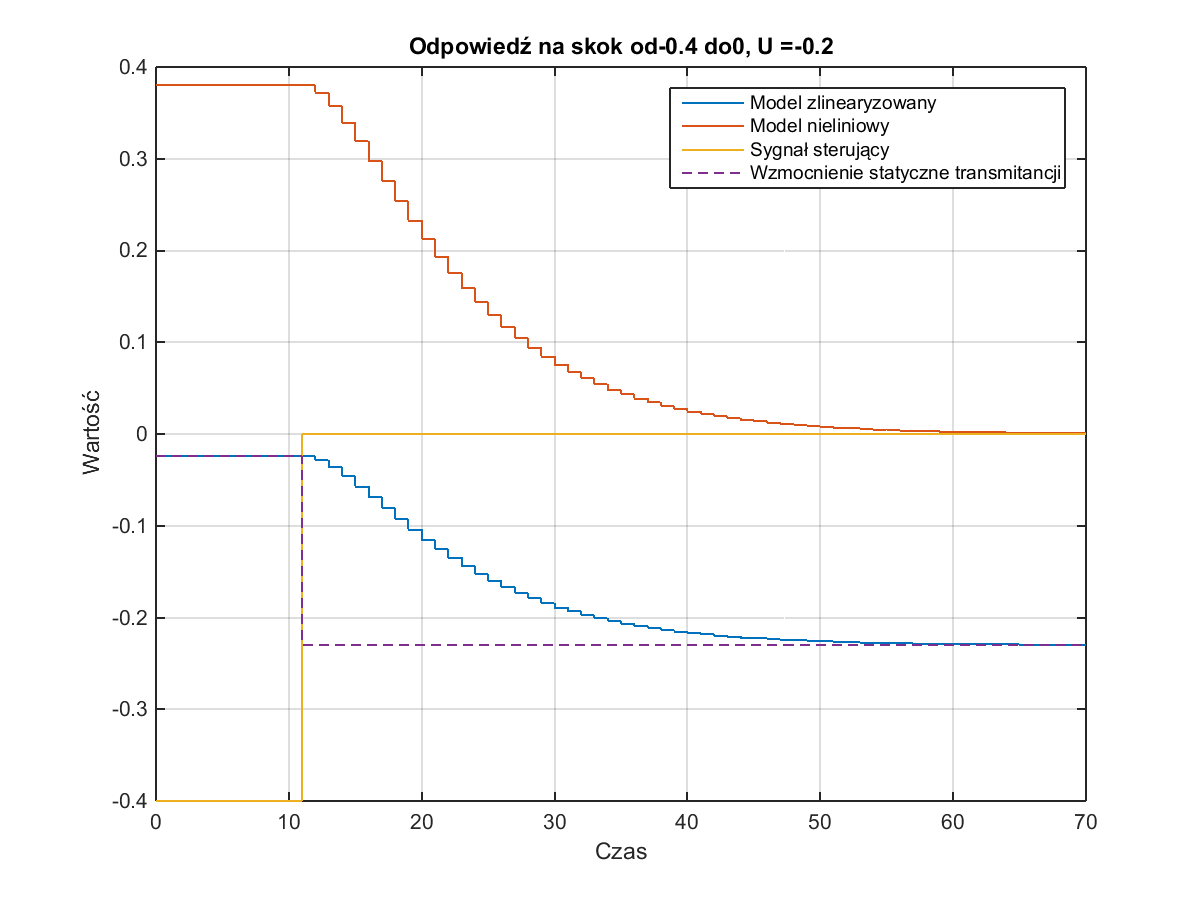 Odpowiedź na skok od-0.4 do0, U =-0.2
Model zlinearyzowany
Model nieliniowy
Sygnał sterujący
Wzmocnienie statyczne transmitancji
Wartość
0.4
0.3
0.2
0.1
0
-0.1
-0.2
-0.3
-0.4
0 10 20 30 40 50 60 70
Czas